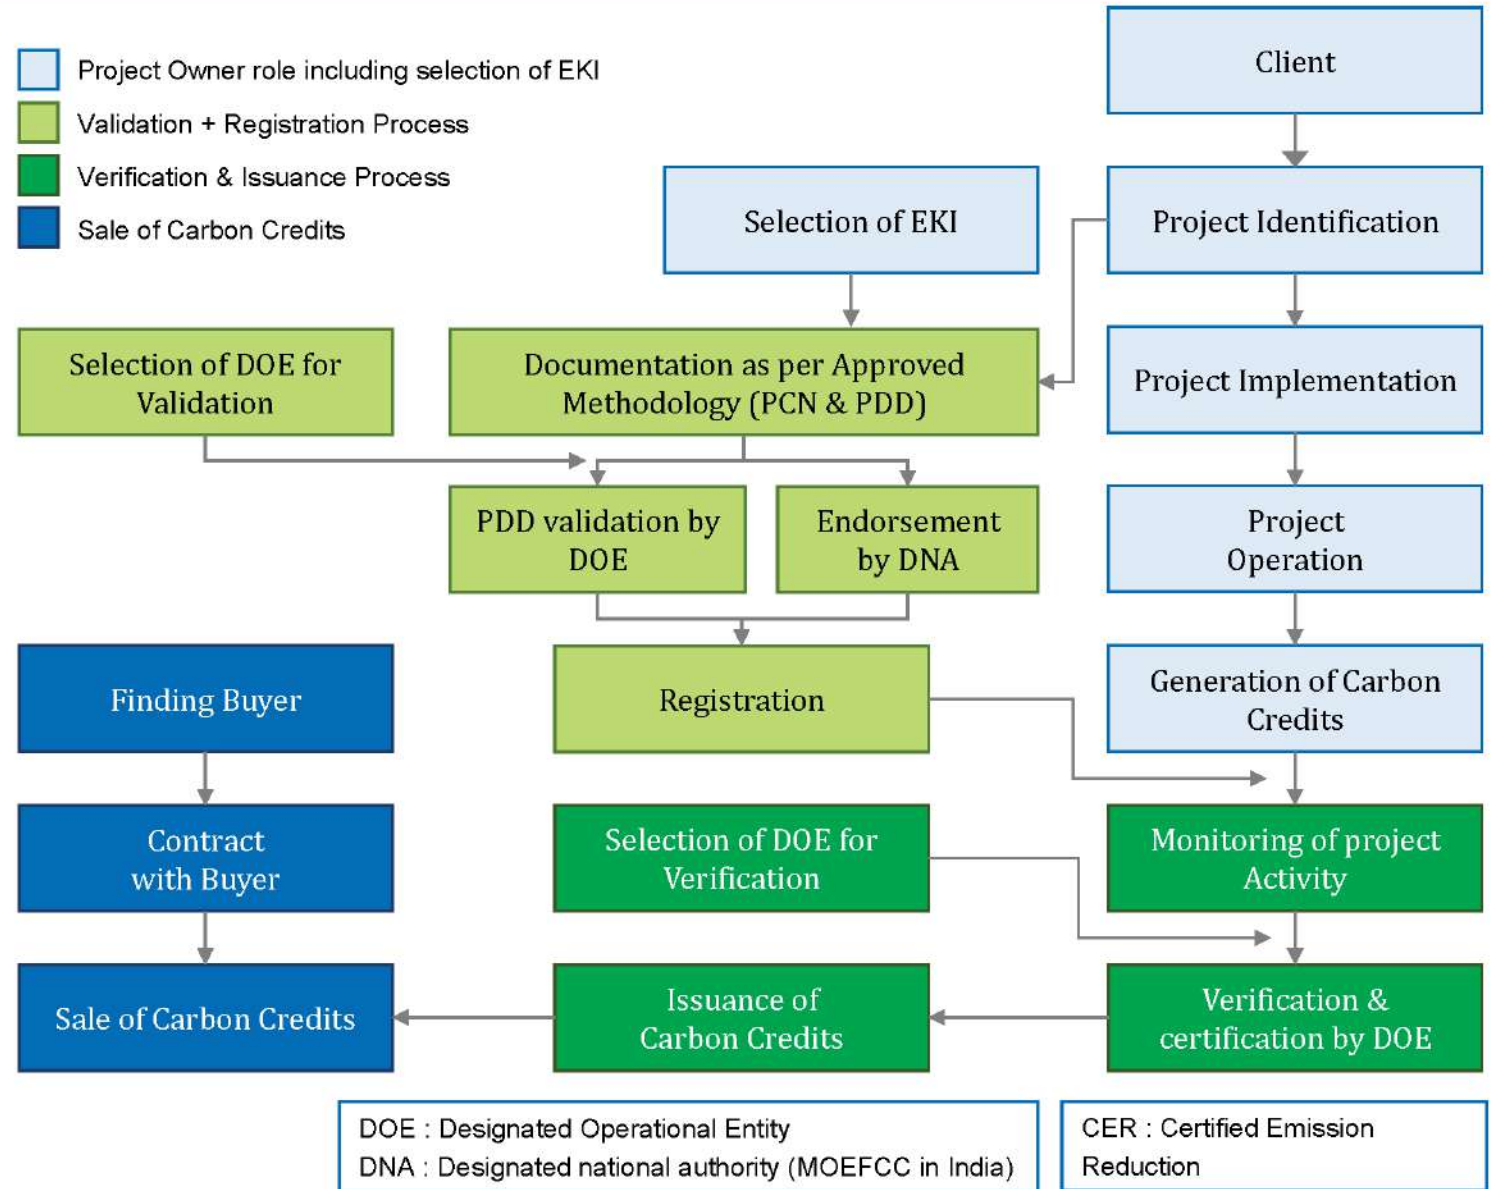 Project Owner role including selection of EKI
Validation + Registration Process
Verification & Issuance Process
Sale of Carbon Credits
Client
Selection of EKI
Project Identification
Selection of DOE for
Validation
Documentation as per Approved
Methodology (PCN & PDD)
Project Implementation
PDD validation by
DOE
Endorsement
by DNA
Project
Operation
Finding Buyer
Registration
Generation of Carbon
Credits
Contract
with Buyer
Selection of DOE for
Verification
Monitoring of project
Activity
Sale of Carbon Credits
Issuance of
Carbon Credits
Verification &
certification by DOE
DOE : Designated Operational Entity
DNA : Designated national authority (MOEFCC in India)
CER : Certified Emission
Reduction